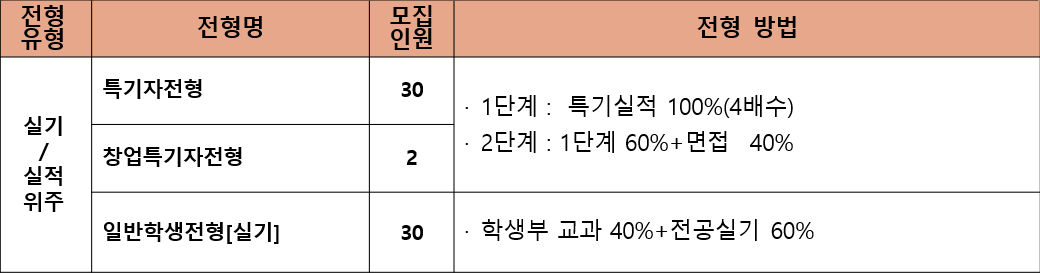 전형
유형
전형명
모집
인원
전형 방법
실기
/
실적
위주
특기자전형
30
· 1단계 : 특기실적 100%(4배수)
· 2단계 : 1단계 60%+면접 40%
창업특기자전형
2
일반학생전형[실기]
30
· 학생부 교과 40%+전공실기 60%